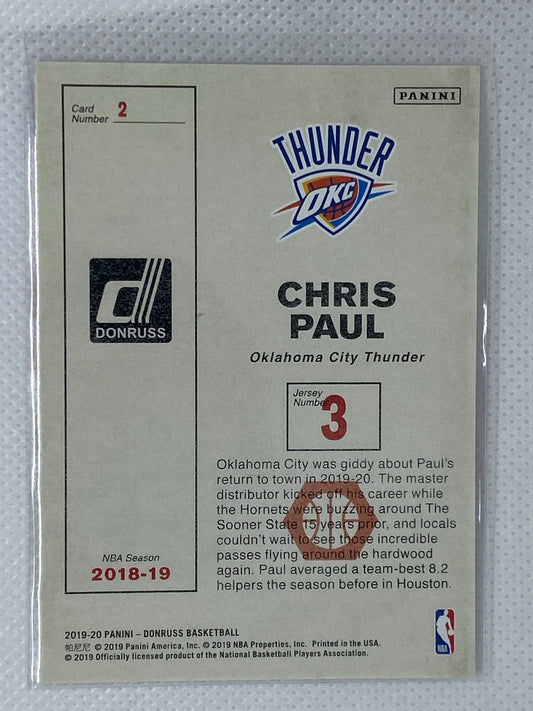 Card
Number 2
PANINI
THUNDER
OKC
CHRIS
PAUL
d
DONRUSS
Oklahoma City Thunder
Jersey
Number 3
Oklahoma City was giddy about Paul's
return to town in 2019-20. The master
distributor kicked off his career while
the Hornets were buzzing around The
Sooner State 15 years prior, and locals
couldn't wait to see those incredible
passes flying around the hardwood
again. Paul averaged a team-best 8.2
helpers the season before in Houston.
NBA Season
2018-19
2019-20 PANINI – DONRUSS BASKETBALL
帕尼尼 © 2019 Panini America, Inc. © 2019 NBA Properties, Inc. Printed in the USA.
© 2019 Officially licensed product of the National Basketball Players Association.
NBA